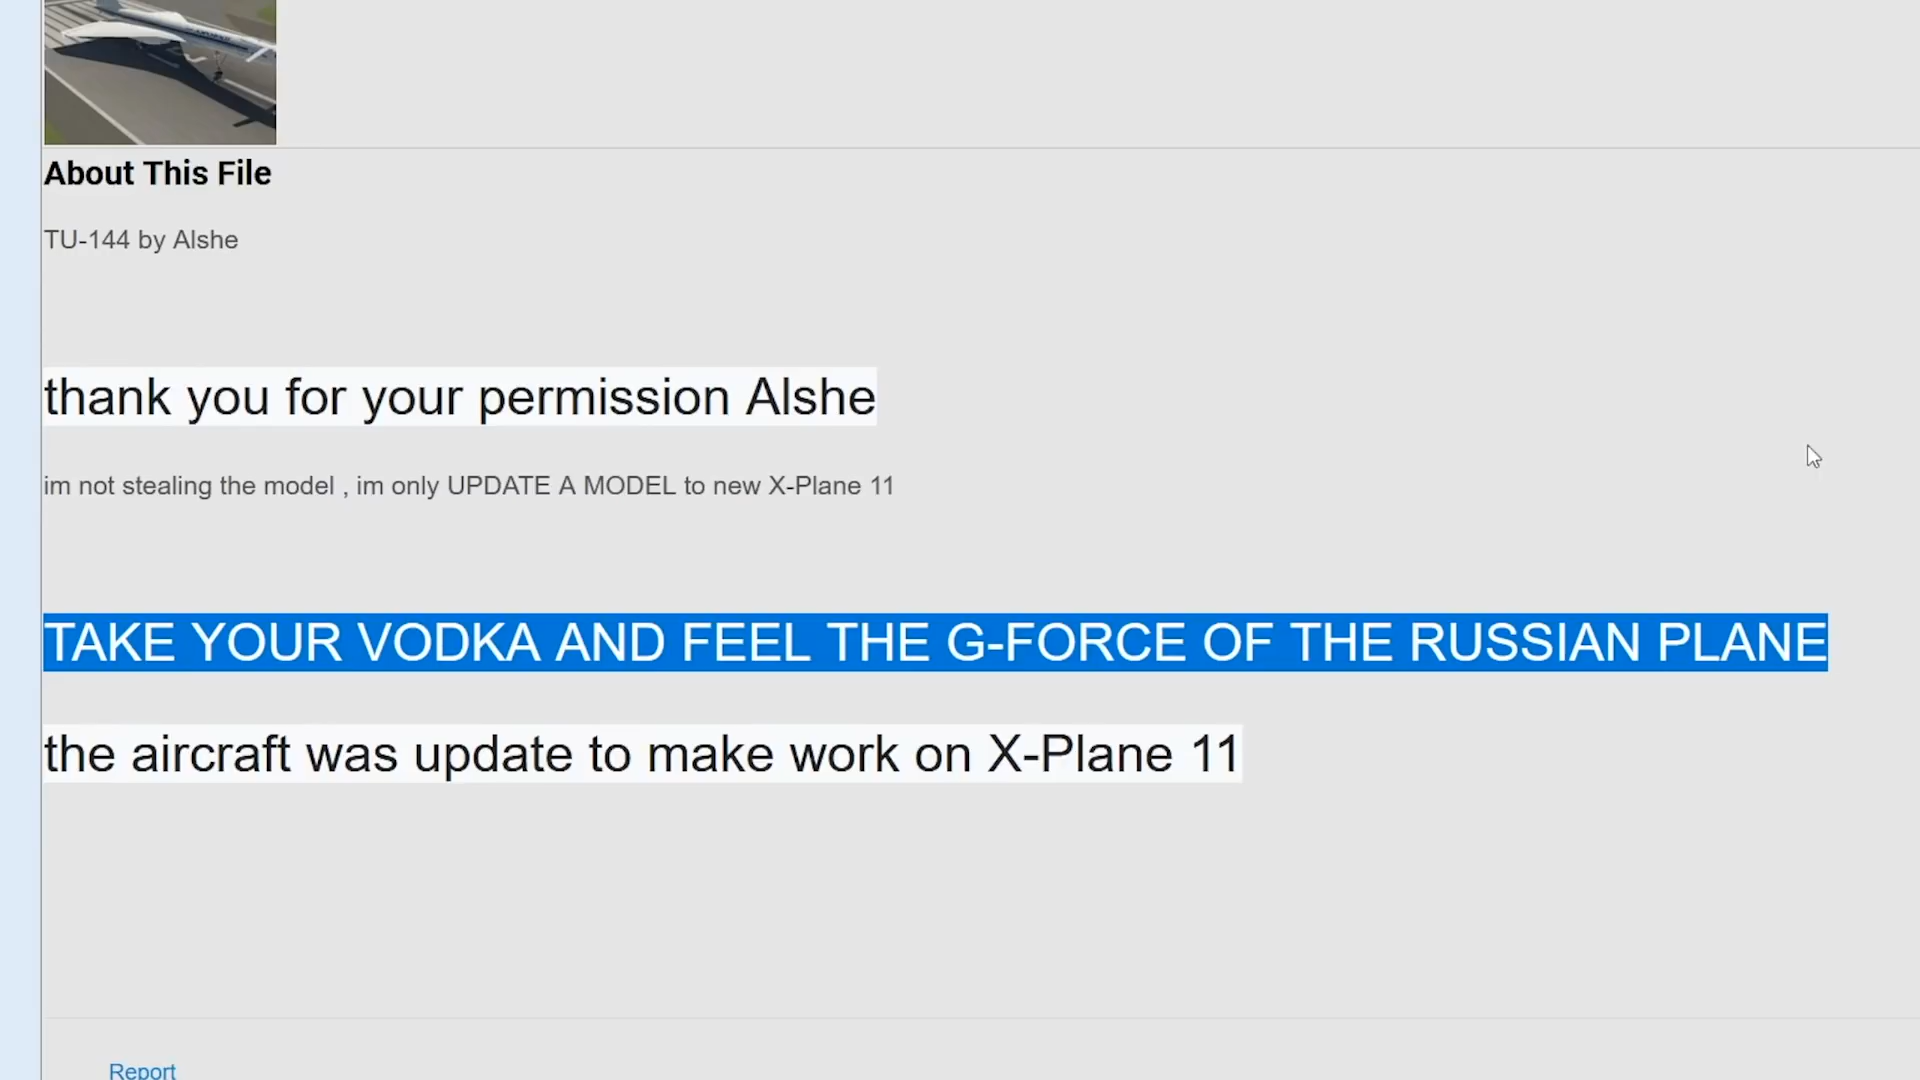 About This File
TU-144 by Alshe
thank you for your permission Alshe
im not stealing the model , im only UPDATE A MODEL to new X-Plane 11
TAKE YOUR VODKA AND FEEL THE G-FORCE OF THE RUSSIAN PLANE
the aircraft was update to make work on X-Plane 11
Report